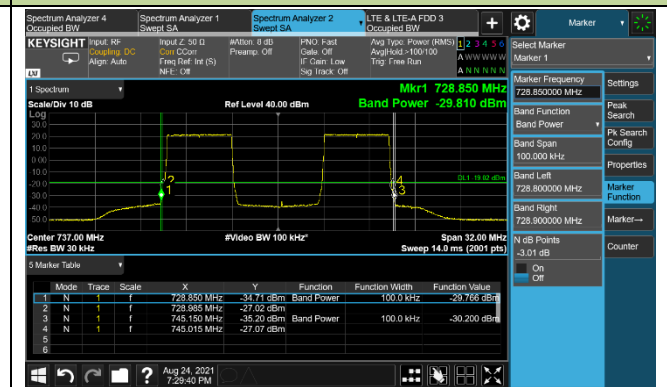 Spectrum Analyzer 4
Occupied BW
Spectrum Analyzer 1
Swept SA
Spectrum Analyzer 2
Swept SA
LTE & LTE-A FDD 3
Occupied BW
+
Marker
KEYSIGHT
LXI
Input: RF
Coupling: DC
Align: Auto
Input Z: 50 Ω
Corr CCorr
Freq Ref: Int (S)
NFE: Off
#Atten: 8 dB
Preamp: Off
PNO: Fast
Gate: Off
IF Gain: Low
Sig Track: Off
Avg Type: Power (RMS)
Avg|Hold:>100/100
Trig: Free Run
1 2 3 4 5 6
A W W W W W
A N N N N N
Select Marker
Marker 1
1 Spectrum
Mkr1 728.850 MHz
Scale/Div 10 dB
Ref Level 40.00 dBm
Band Power -29.810 dBm
Log
30.0
20.0
10.0
0.00
-10.0
-20.0
-30.0
-40.0
-50.0
DL1 -19.02 dBm
2
1
4
3
Center 737.00 MHz
#Video BW 100 kHz*
Span 32.00 MHz
#Res BW 30 kHz
Sweep 14.0 ms (2001 pts)
5 Marker Table
Mode Trace Scale X Y Function Function Width Function Value
1 N 1 f 728.850 MHz -34.71 dBm Band Power 100.0 kHz -29.766 dBm
2 N 1 f 728.985 MHz -27.02 dBm
3 N 1 f 745.150 MHz -35.20 dBm Band Power 100.0 kHz -30.200 dBm
4 N 1 f 745.015 MHz -27.07 dBm
5
6
Marker Frequency
728.850000 MHz
Band Function
Band Power
Band Span
100.000 kHz
Band Left
728.800000 MHz
Band Right
728.900000 MHz
N dB Points
-3.01 dB
On
Off
Settings
Peak
Search
Pk Search
Config
Properties
Marker
Function
Marker→
Counter
?
Aug 24, 2021
7:29:40 PM